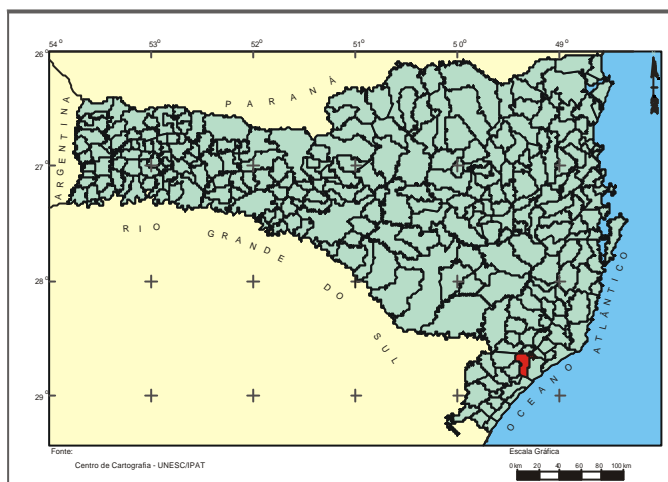 54° 53° 52° 51° 50° 49°
26°
PARANÁ
ARGENTINA
27°
RIO GRANDE DO SUL
28°
OCEANO ATLÂNTICO
29°
Fonte:
Centro de Cartografia - UNESC/IPAT
Escala Gráfica
0 km 20 40 60 80 100 km